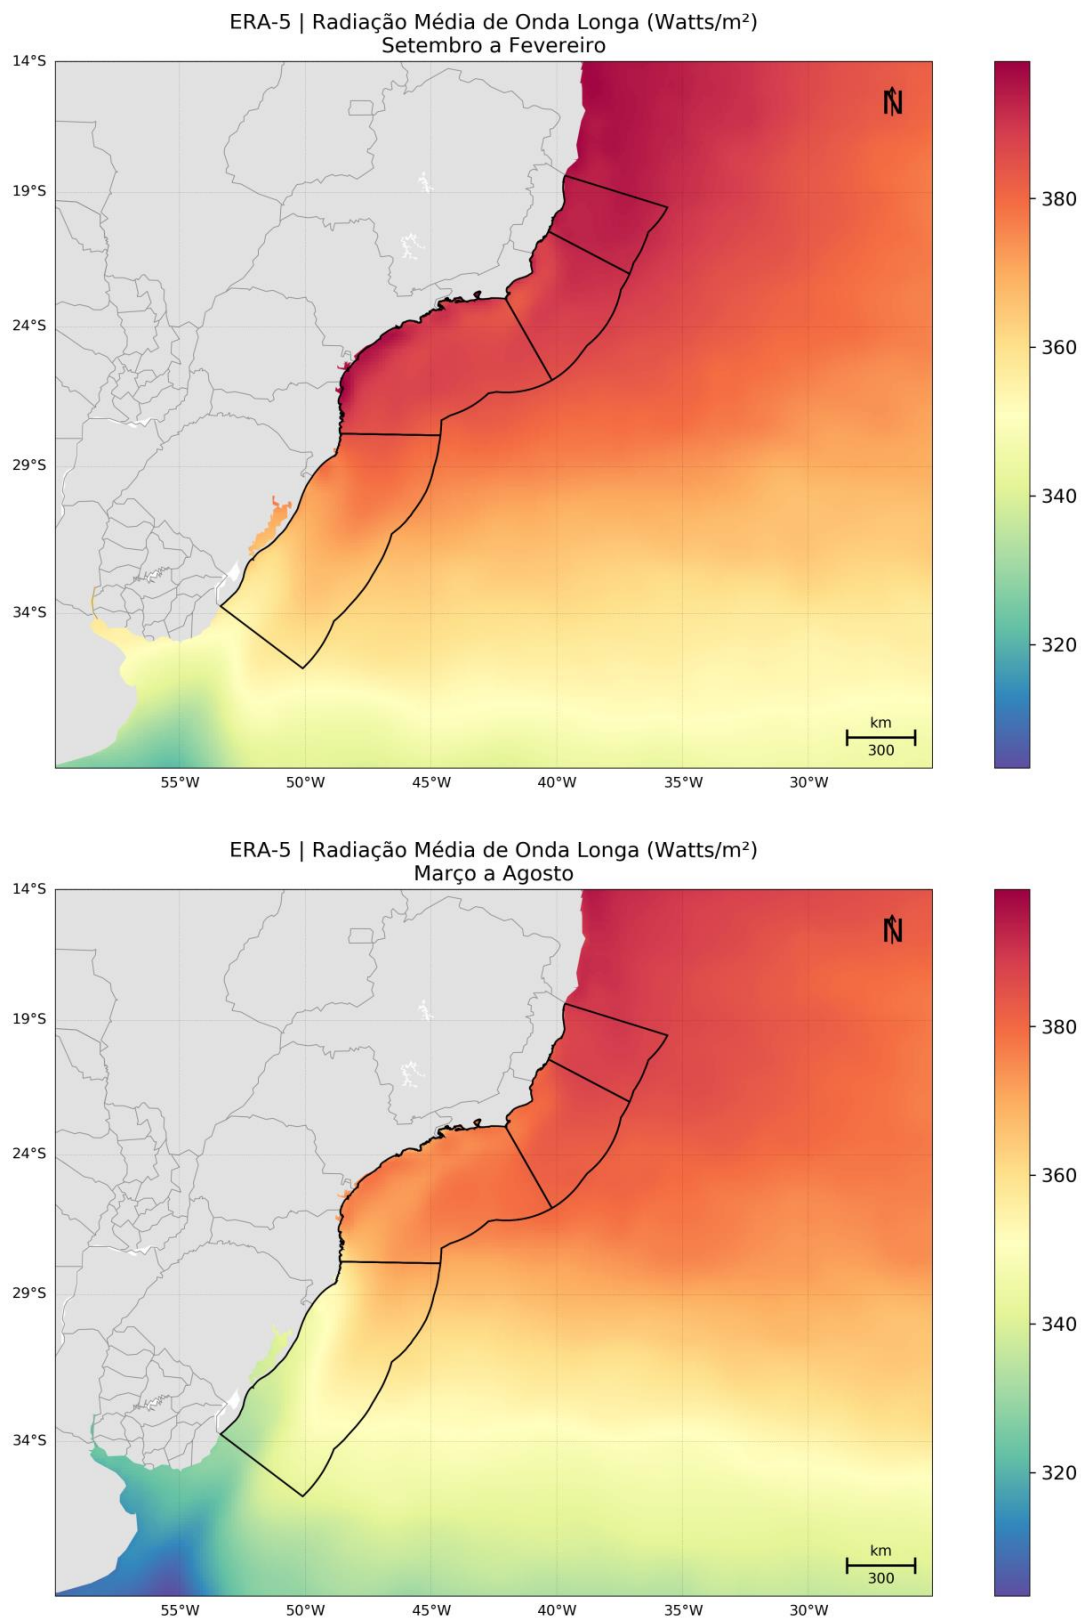 ERA-5 | Radiação Média de Onda Longa (Watts/m²)
Setembro a Fevereiro
14°S
19°S
24°S
29°S
34°S
N
380
360
340
320
km
300
55°W
50°W
45°W
40°W
35°W
30°W
ERA-5 | Radiação Média de Onda Longa (Watts/m²)
Março a Agosto
14°S
19°S
24°S
29°S
34°S
N
380
360
340
320
km
300
55°W
50°W
45°W
40°W
35°W
30°W